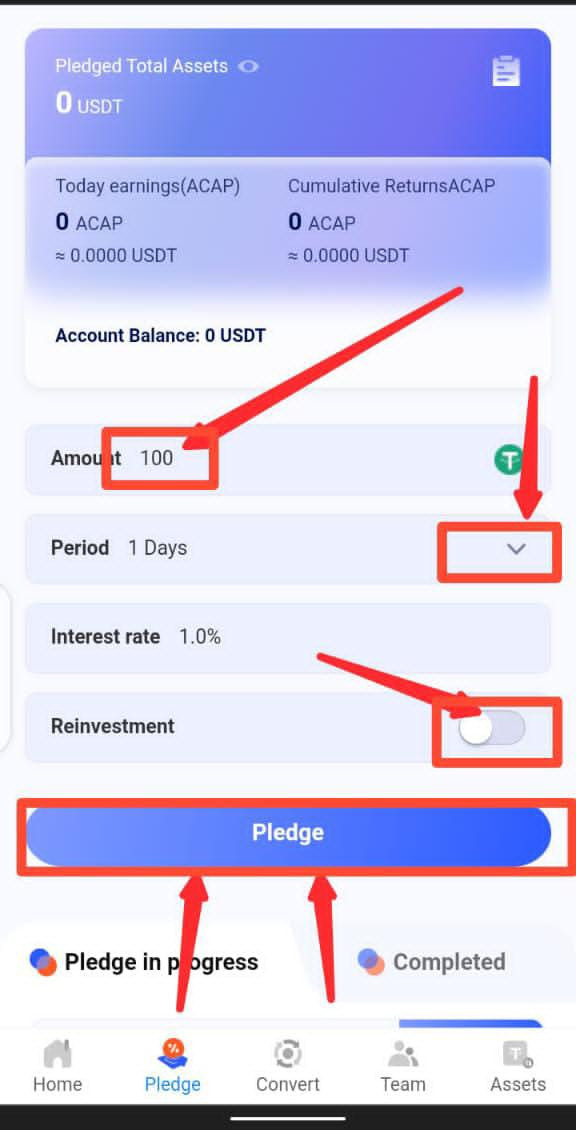 Pledged Total Assets
0 USDT
Today earnings(ACAP) Cumulative ReturnsACAP
0 ACAP 0 ACAP
≈ 0.0000 USDT ≈ 0.0000 USDT
Account Balance: 0 USDT
Amount 100
Period 1 Days
Interest rate 1.0%
Reinvestment
Pledge
Pledge in progress Completed
Home Pledge Convert Team Assets